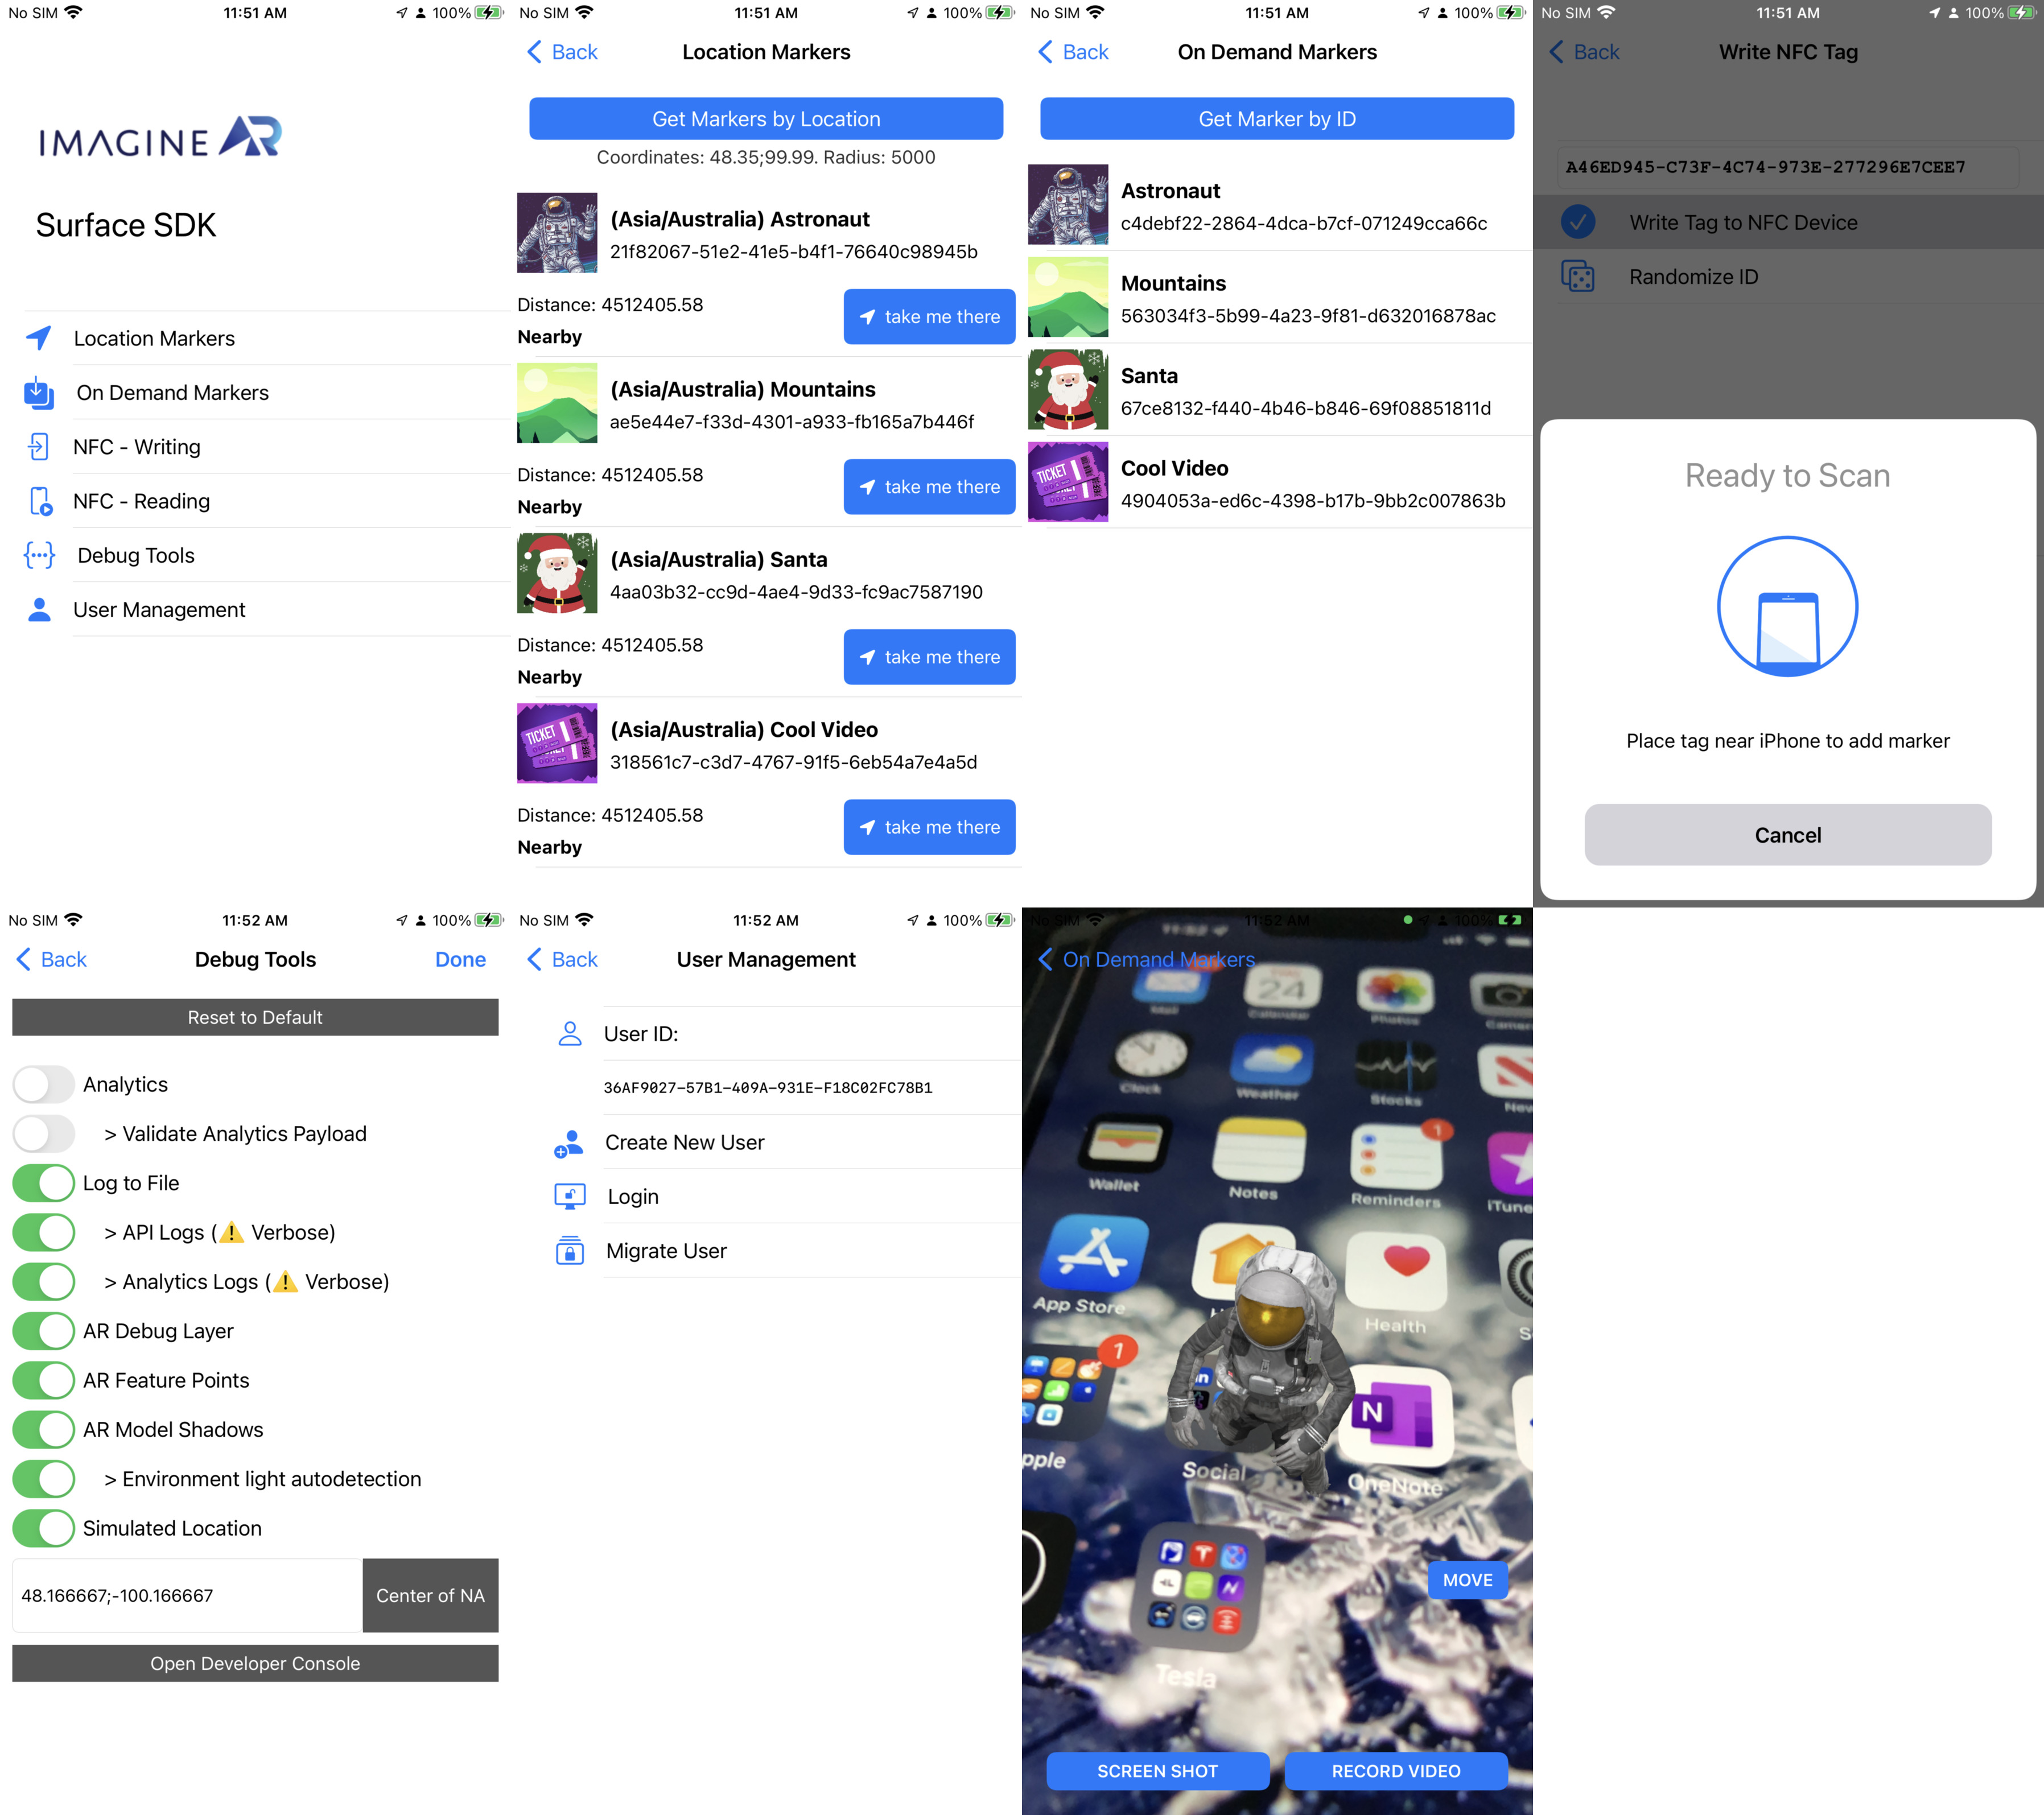 No SIM 11:51 AM 100%
IMAGINE AR
Surface SDK
Location Markers
On Demand Markers
NFC - Writing
NFC - Reading
Debug Tools
User Management
No SIM 11:51 AM 100%
Back Location Markers
Get Markers by Location
Coordinates: 48.35;99.99. Radius: 5000
(Asia/Australia) Astronaut
21f82067-51e2-41e5-b4f1-76640c98945b
Distance: 4512405.58
Nearby
take me there
(Asia/Australia) Mountains
ae5e44e7-f33d-4301-a933-fb165a7b446f
Distance: 4512405.58
Nearby
take me there
(Asia/Australia) Santa
4aa03b32-cc9d-4ae4-9d33-fc9ac7587190
Distance: 4512405.58
Nearby
take me there
TICKET
(Asia/Australia) Cool Video
318561c7-c3d7-4767-91f5-6eb54a7e4a5d
Distance: 4512405.58
Nearby
take me there
No SIM 11:51 AM 100%
Back On Demand Markers
Get Marker by ID
Astronaut
c4debf22-2864-4dca-b7cf-071249cca66c
Mountains
563034f3-5b99-4a23-9f81-d632016878ac
Santa
67ce8132-f440-4b46-b846-69f08851811d
TICKET
Cool Video
4904053a-ed6c-4398-b17b-9bb2c007863b
No SIM 11:51 AM 100%
Back Write NFC Tag
A46ED945-C73F-4C74-973E-277296E7CEE7
Write Tag to NFC Device
Randomize ID
Ready to Scan
Place tag near iPhone to add marker
Cancel
No SIM 11:52 AM 100%
Back Debug Tools Done
Reset to Default
Analytics
> Validate Analytics Payload
Log to File
> API Logs (⚠️ Verbose)
> Analytics Logs (⚠️ Verbose)
AR Debug Layer
AR Feature Points
AR Model Shadows
> Environment light autodetection
Simulated Location
48.166667;-100.166667 Center of NA
Open Developer Console
No SIM 11:52 AM 100%
Back User Management
User ID:
36AF9027-57B1-409A-931E-F18C02FC78B1
Create New User
Login
Migrate User
No SIM 11:52 AM 100%
On Demand Markers
24
Mail Calendar Photos Camera
Clock Weather Stocks New
1
Wallet Notes Reminders iTune
App Store Health S
1
in
N
pple Social OneNote
T
N
MOVE
Tesla
SCREEN SHOT RECORD VIDEO